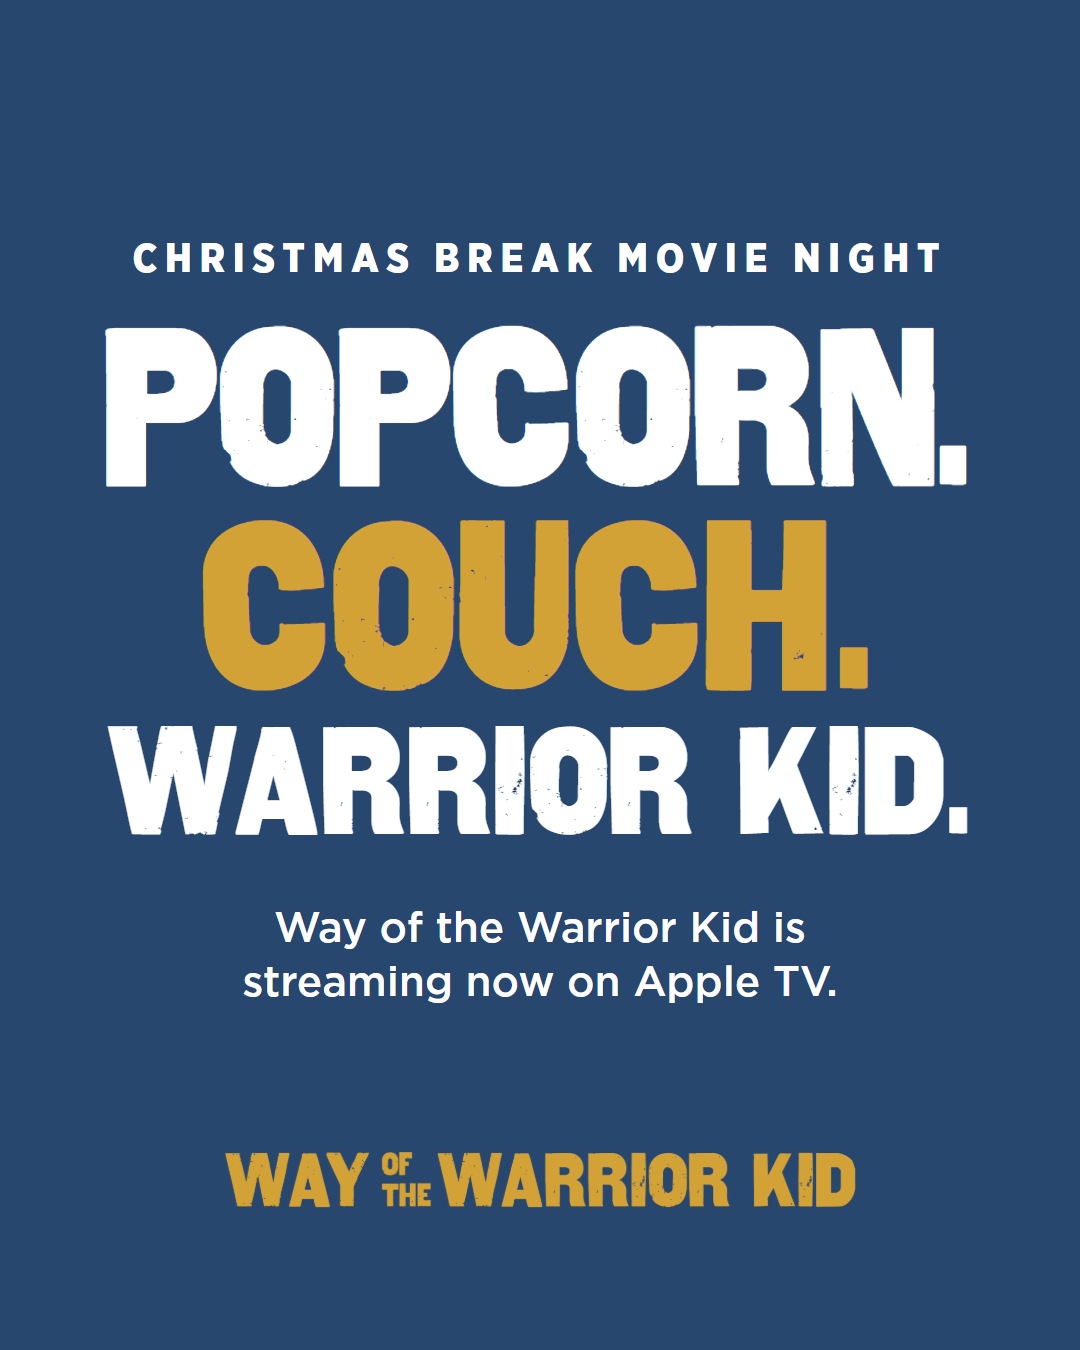 CHRISTMAS BREAK MOVIE NIGHT
POPCORN.
COUCH.
WARRIOR KID.
Way of the Warrior Kid is
streaming now on Apple TV.
WAY OF THE WARRIOR KID